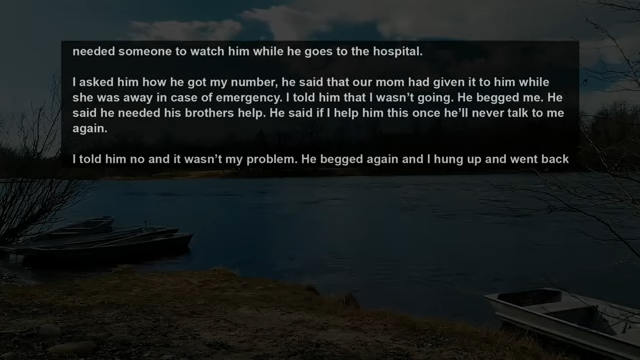 needed someone to watch him while he goes to the hospital.
I asked him how he got my number, he said that our mom had given it to him while
she was away in case of emergency. I told him that I wasn’t going. He begged me. He
said he needed his brothers help. He said if I help him this once he’ll never talk to me
again.
I told him no and it wasn’t my problem. He begged again and I hung up and went back